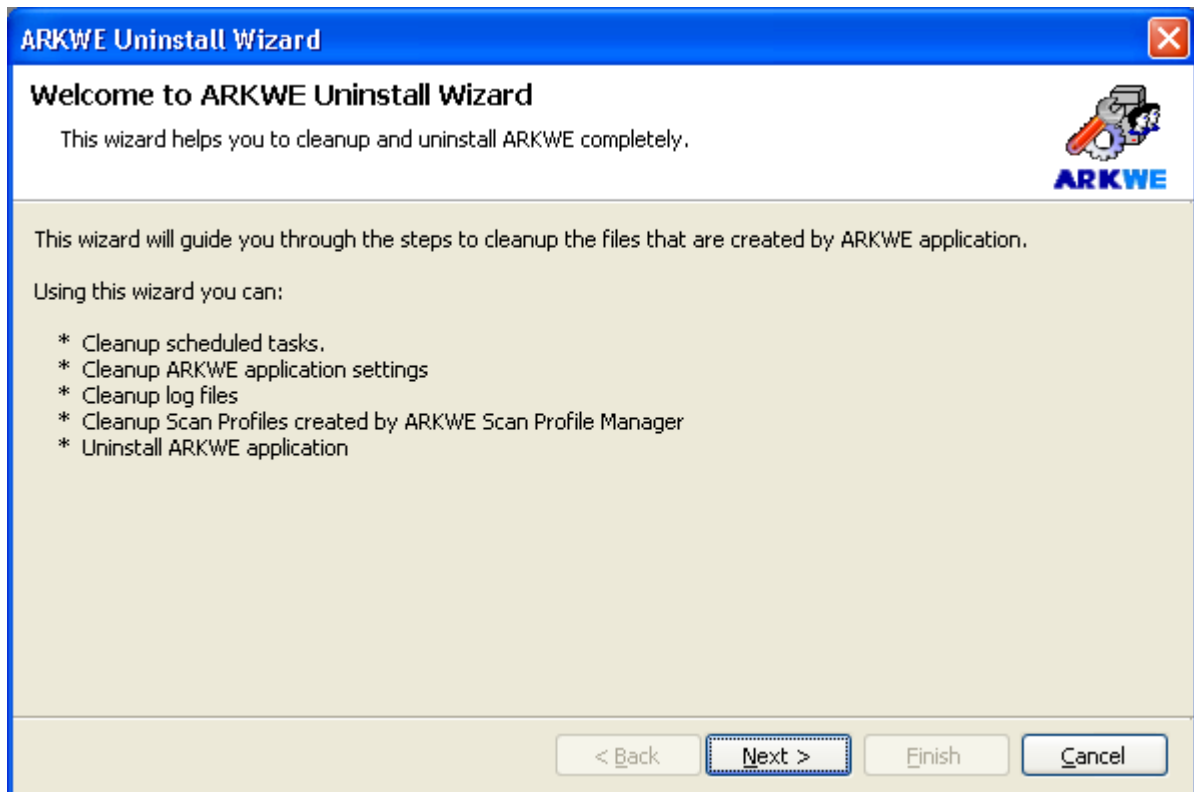 ARKWE Uninstall Wizard
Welcome to ARKWE Uninstall Wizard
This wizard helps you to cleanup and uninstall ARKWE completely.
ARKWE
This wizard will guide you through the steps to cleanup the files that are created by ARKWE application.
Using this wizard you can:
* Cleanup scheduled tasks.
* Cleanup ARKWE application settings
* Cleanup log files
* Cleanup Scan Profiles created by ARKWE Scan Profile Manager
* Uninstall ARKWE application
< Back Next > Finish Cancel